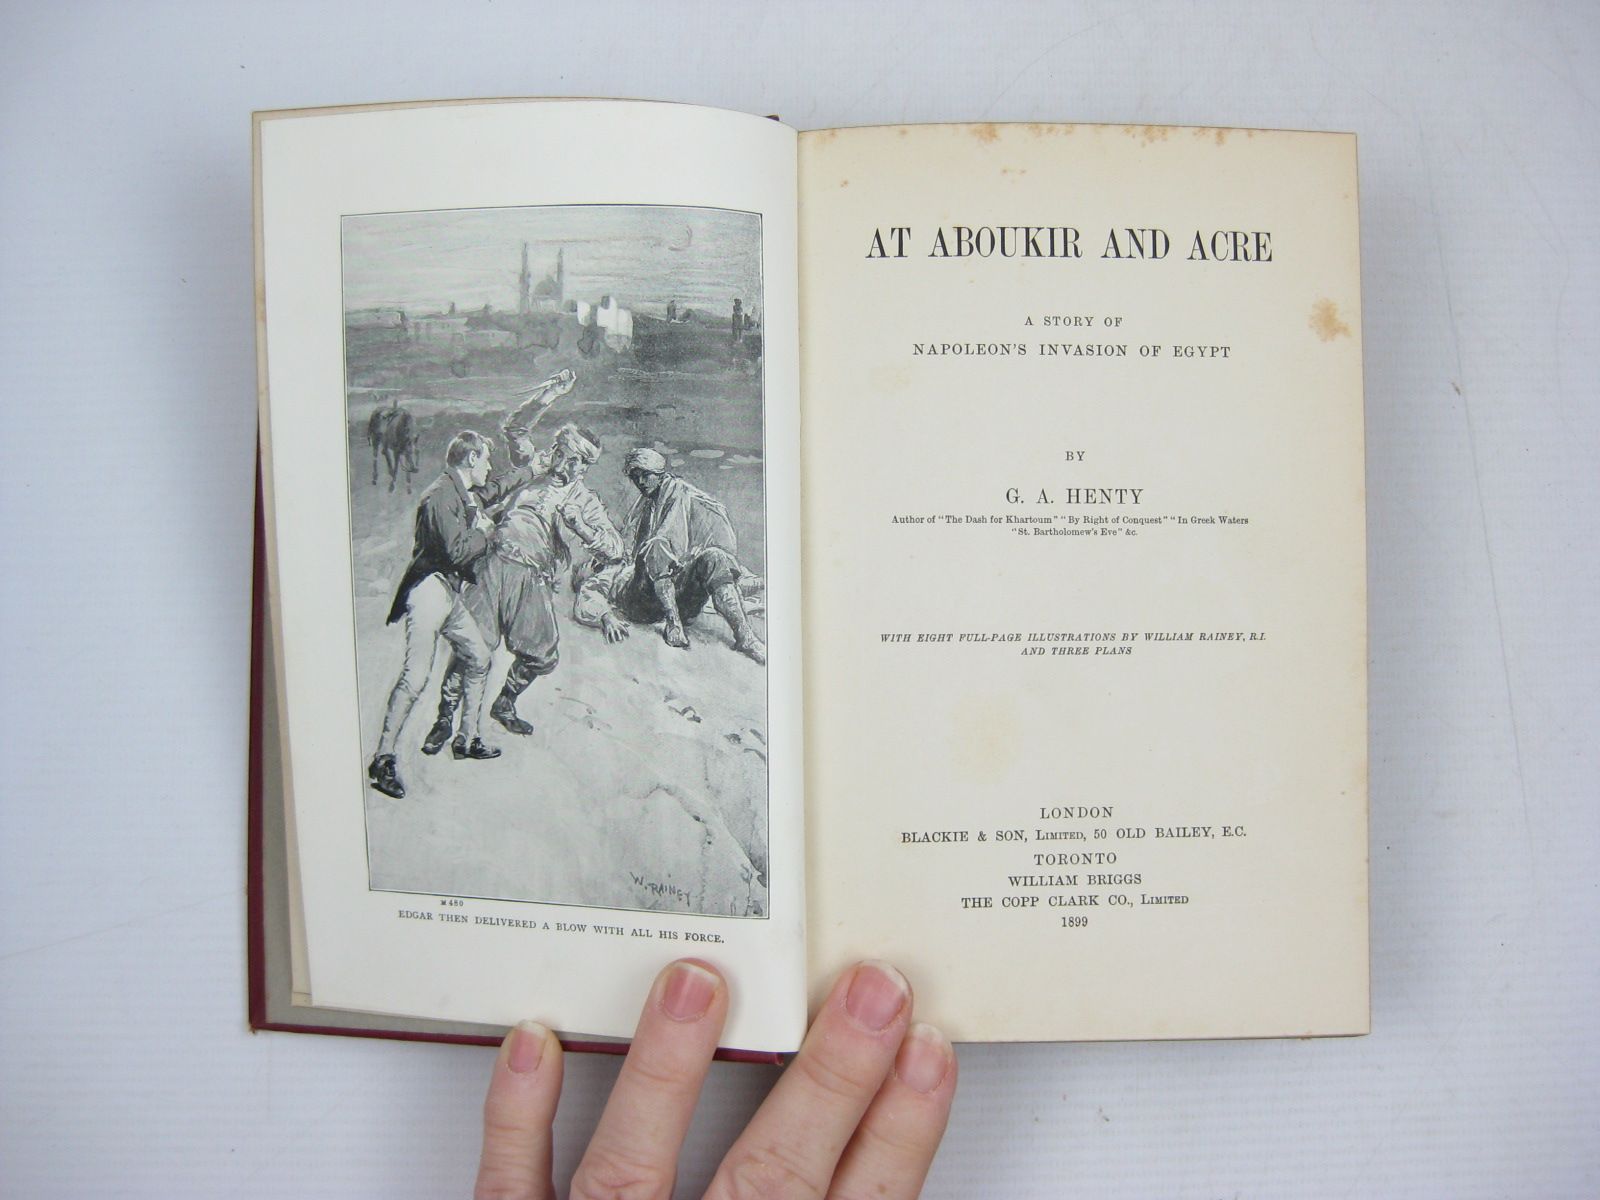 W. RAINEY
M 480
EDGAR THEN DELIVERED A BLOW WITH ALL HIS FORCE.
AT ABOUKIR AND ACRE
A STORY OF
NAPOLEON'S INVASION OF EGYPT
BY
G. A. HENTY
Author of "The Dash for Khartoum" "By Right of Conquest" "In Greek Waters
"St. Bartholomew's Eve" &c.
WITH EIGHT FULL-PAGE ILLUSTRATIONS BY WILLIAM RAINEY, R.I.
AND THREE PLANS
LONDON
BLACKIE & SON, LIMITED, 50 OLD BAILEY, E.C.
TORONTO
WILLIAM BRIGGS
THE COPP CLARK CO., LIMITED
1899